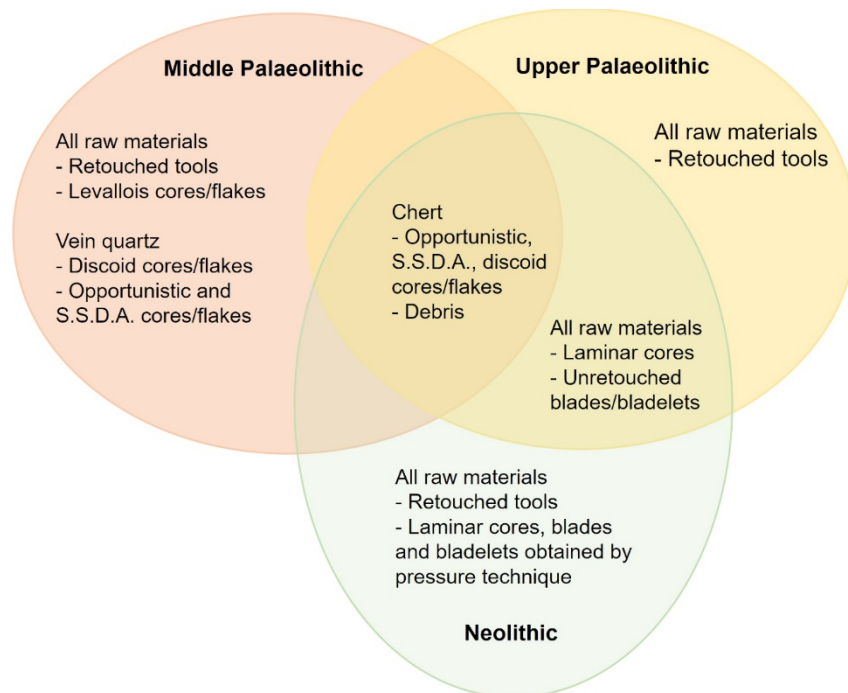 Middle Palaeolithic
All raw materials
- Retouched tools
- Levallois cores/flakes
Vein quartz
- Discoid cores/flakes
- Opportunistic and
S.S.D.A. cores/flakes
Upper Palaeolithic
All raw materials
- Retouched tools
Chert
- Opportunistic,
S.S.D.A., discoid
cores/flakes
- Debris
All raw materials
- Laminar cores
- Unretouched
blades/bladelets
All raw materials
- Retouched tools
- Laminar cores, blades
and bladelets obtained by
pressure technique
Neolithic